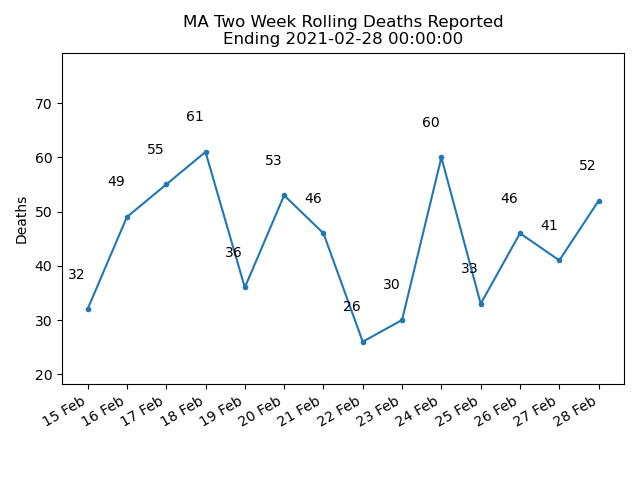 MA Two Week Rolling Deaths Reported
Ending 2021-02-28 00:00:00
Deaths
70
60
50
40
30
20
32
49
55
61
36
53
46
26
30
60
33
46
41
52
15 Feb
16 Feb
17 Feb
18 Feb
19 Feb
20 Feb
21 Feb
22 Feb
23 Feb
24 Feb
25 Feb
26 Feb
27 Feb
28 Feb